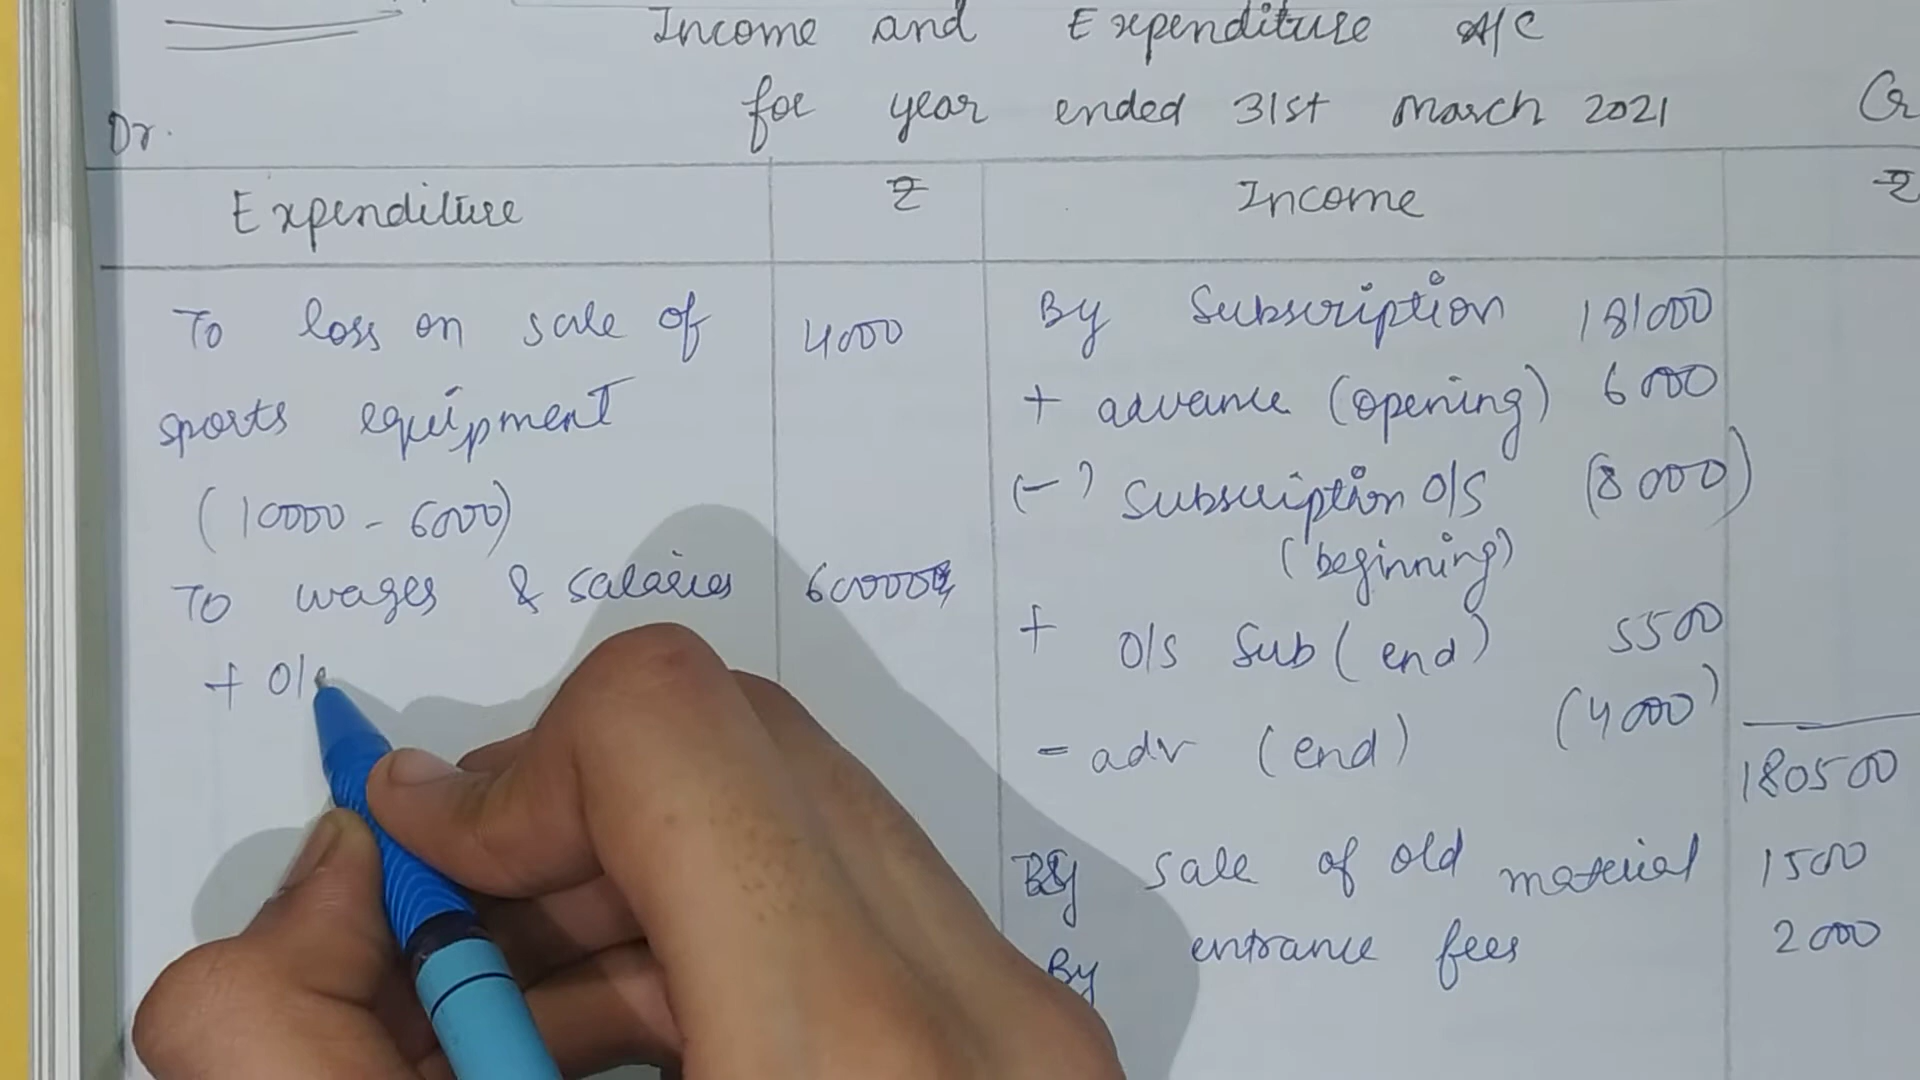 Income and Expenditure A/C
for year ended 31st March 2021
Dr. Cr
Expenditure ₹ Income ₹
To loss on sale of 4000
sports equipment
(10000 - 6000)
To wages & salaries
+ O/s
By Subscription 181000
+ advance (opening) 6000
(-) Subscription O/S (8000)
(beginning)
+ O/S Sub (end) 5500
- adv (end) (4000)
180500
By sale of old material 1500
By entrance fees 2000